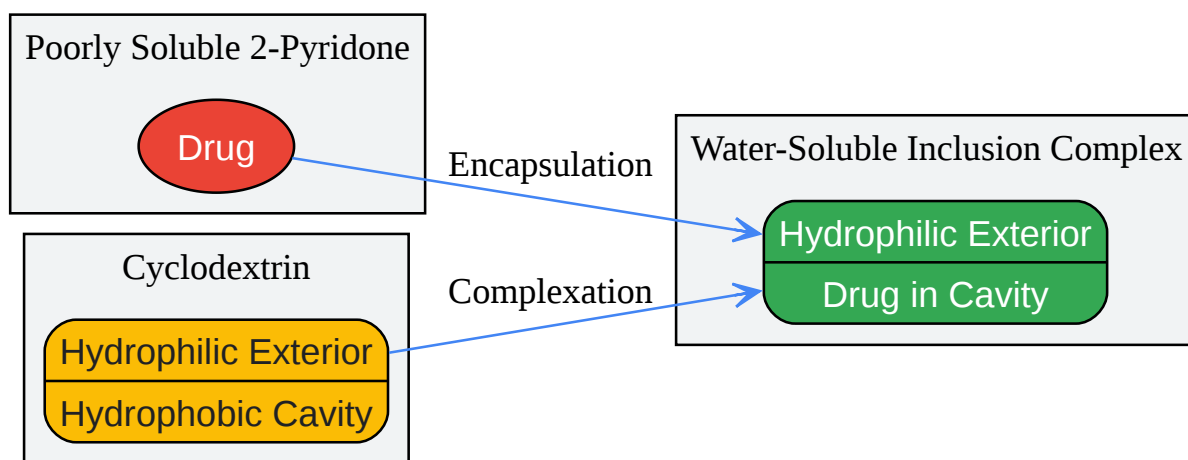 Poorly Soluble 2-Pyridone
Drug
Encapsulation
Water-Soluble Inclusion Complex
Hydrophilic Exterior
Drug in Cavity
Cyclodextrin
Complexation
Hydrophilic Exterior
Hydrophobic Cavity